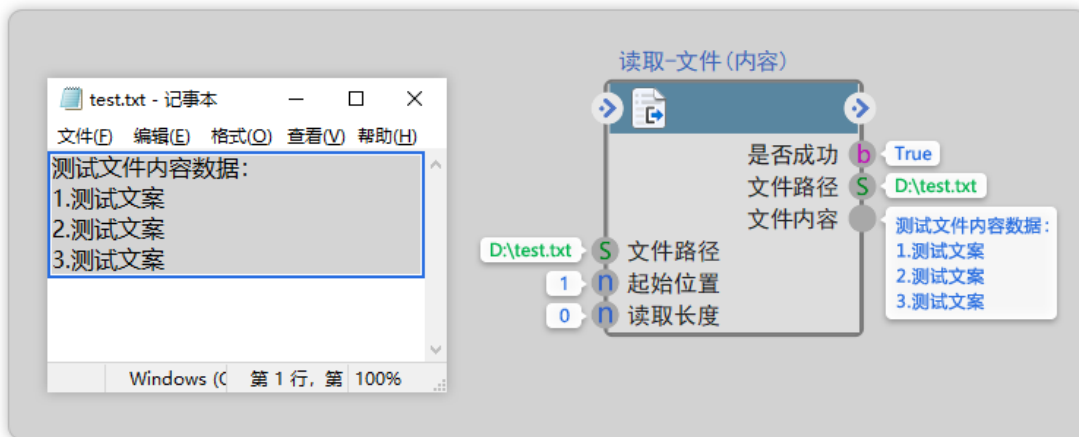 test.txt - 记事本
文件(F) 编辑(E) 格式(O) 查看(V) 帮助(H)
测试文件内容数据：
1.测试文案
2.测试文案
3.测试文案
Windows (C 第 1 行，第 100%
读取-文件(内容)
是否成功 b True
文件路径 S D:\test.txt
文件内容
测试文件内容数据：
1.测试文案
2.测试文案
3.测试文案
D:\test.txt S 文件路径
1 n 起始位置
0 n 读取长度